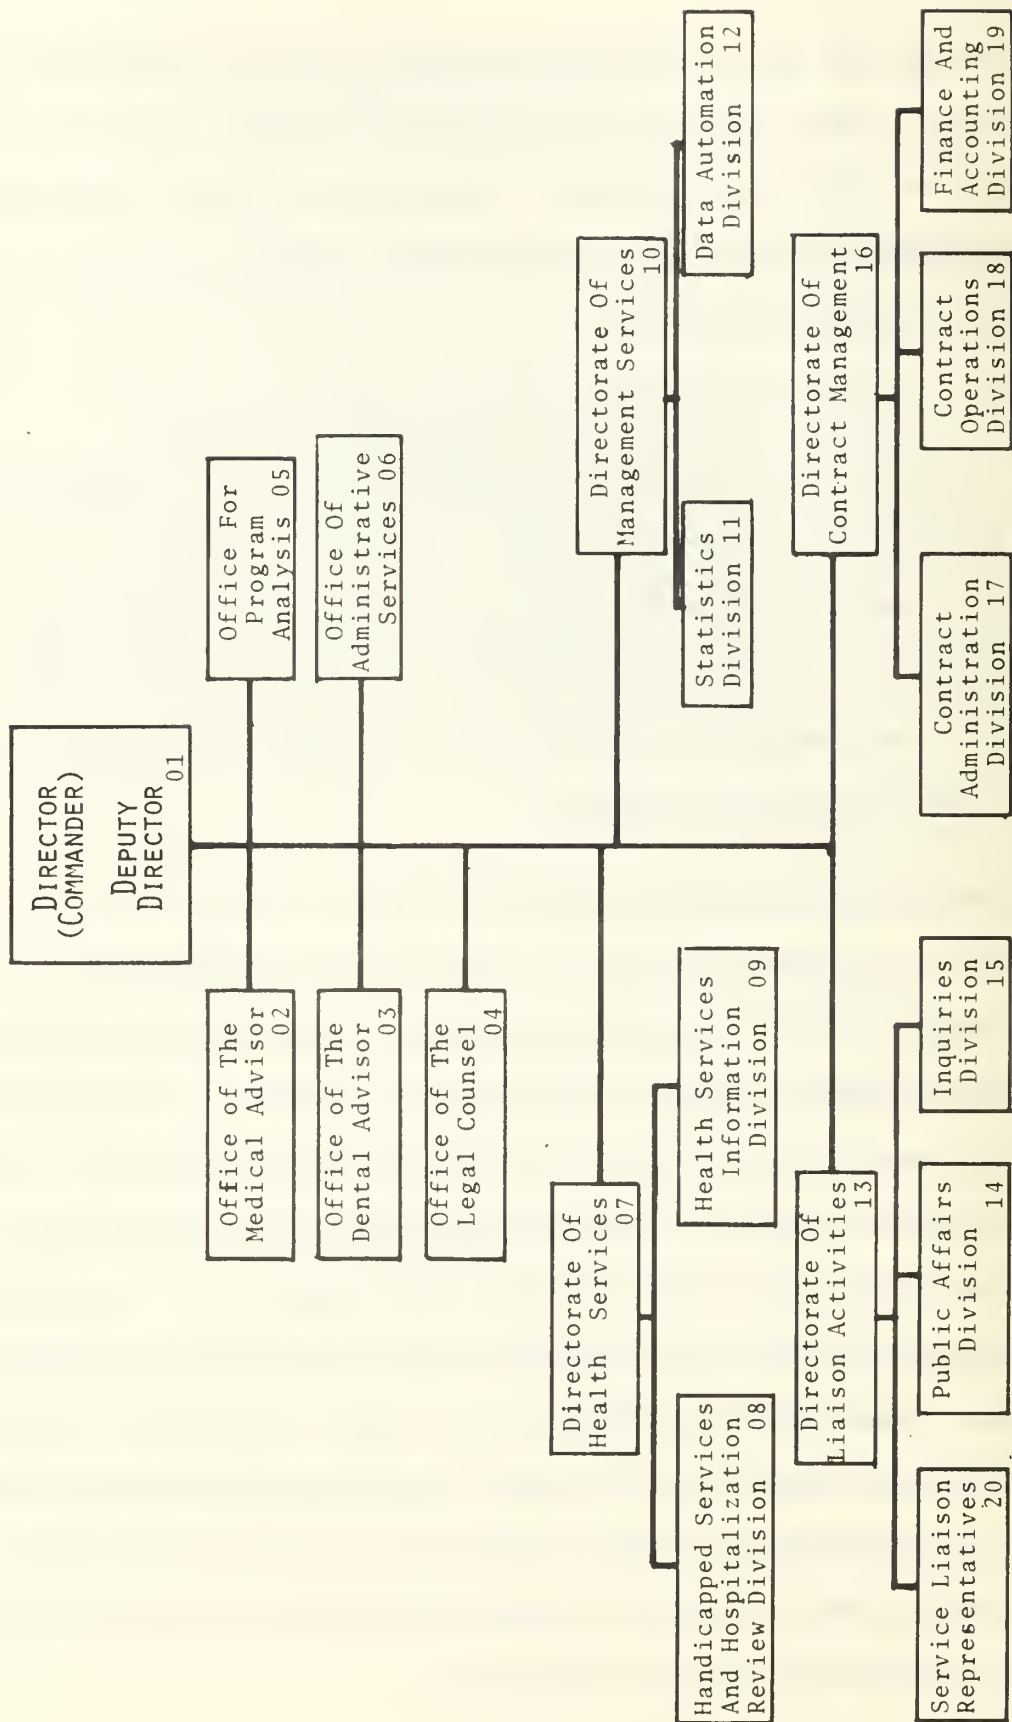 DIRECTOR
(COMMANDER)
DEPUTY
DIRECTOR
01
Office of The
Medical Advisor
02
Office For
Program
Analysis 05
Office of The
Dental Advisor
03
Office Of
Administrative
Services 06
Office of The
Legal Counsel
04
Directorate Of
Health Services
07
Directorate Of
Management Services
10
Handicapped Services
And Hospitalization
Review Division 08
Health Services
Information
Division 09
Statistics
Division 11
Data Automation
Division 12
Directorate Of
Liaison Activities
13
Directorate Of
Contract Management
16
Service Liaison
Representatives
20
Public Affairs
Division 14
Inquiries
Division
15
Contract
Administration
Division 17
Contract
Operations
Division 18
Finance And
Accounting
Division 19